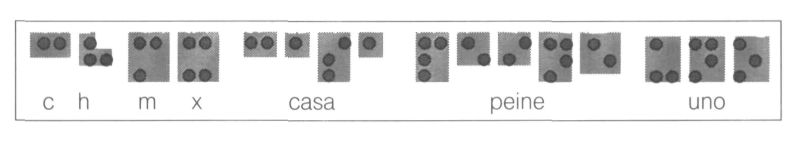 ⠉ ⠓ ⠍ ⠭ ⠉⠁⠎⠁ ⠏⠑⠊⠝⠑ ⠥⠝⠕
c h m x casa peine uno